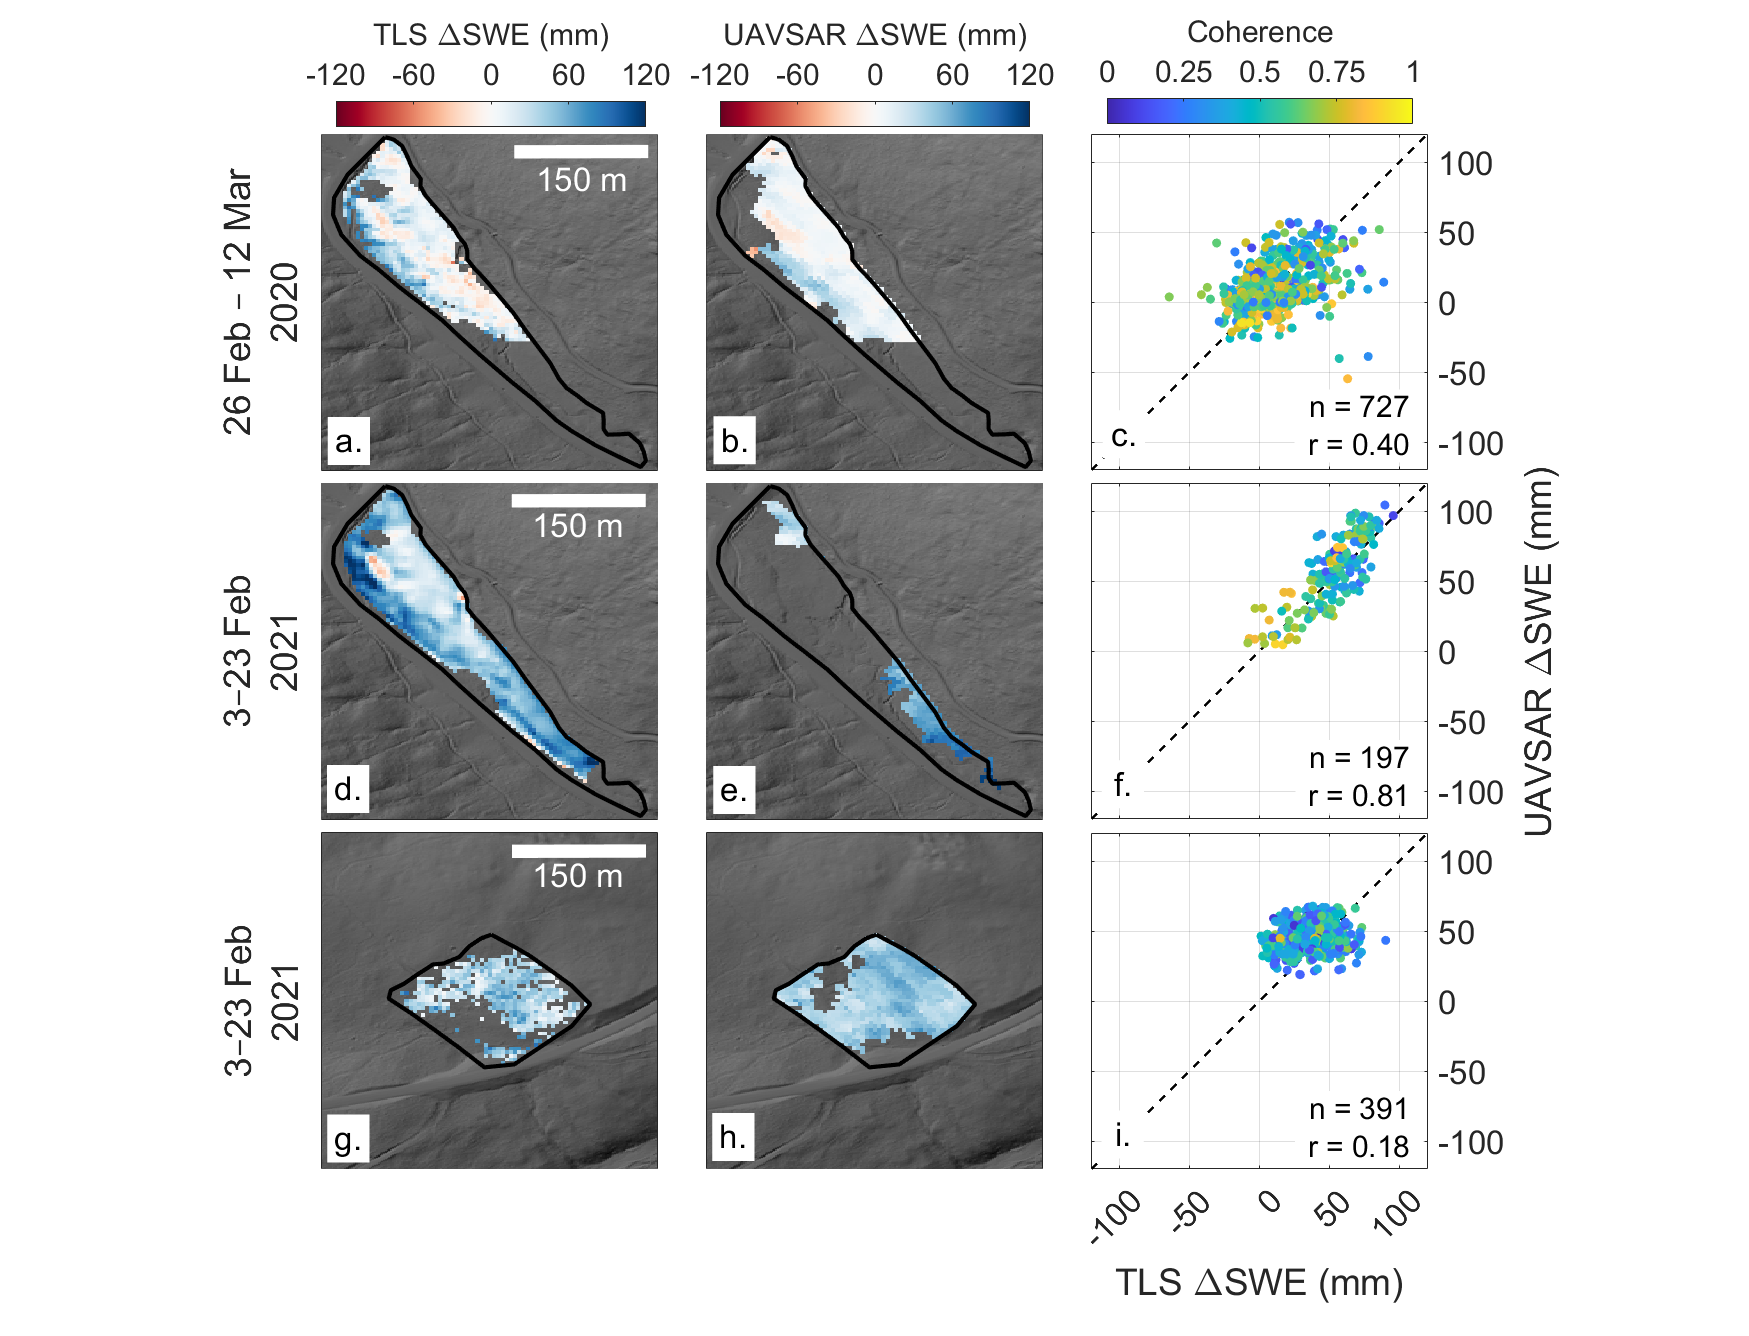 TLS ΔSWE (mm)
-120 -60 0 60 120
UAVSAR ΔSWE (mm)
-120 -60 0 60 120
Coherence
0 0.25 0.5 0.75 1
26 Feb – 12 Mar
2020
150 m
a.
b.
c.
n = 727
r = 0.40
100
50
0
-50
-100
3–23 Feb
2021
150 m
d.
e.
f.
n = 197
r = 0.81
100
50
0
-50
-100
UAVSAR ΔSWE (mm)
3–23 Feb
2021
150 m
g.
h.
i.
n = 391
r = 0.18
100
50
0
-50
-100
-100 -50 0 50 100
TLS ΔSWE (mm)